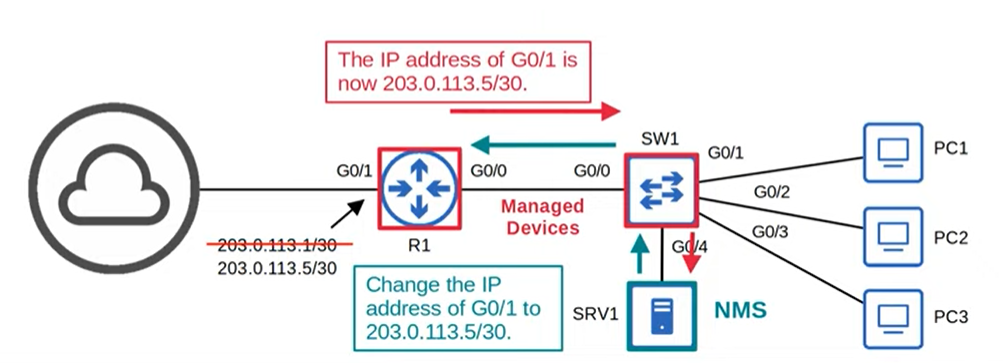 The IP address of G0/1 is
now 203.0.113.5/30.
SW1
G0/1
PC1
G0/1
G0/0
G0/0
G0/2
Managed
Devices
G0/3
PC2
R1
203.0.113.1/30
203.0.113.5/30
G0/4
Change the IP
address of G0/1 to
203.0.113.5/30.
SRV1
NMS
PC3